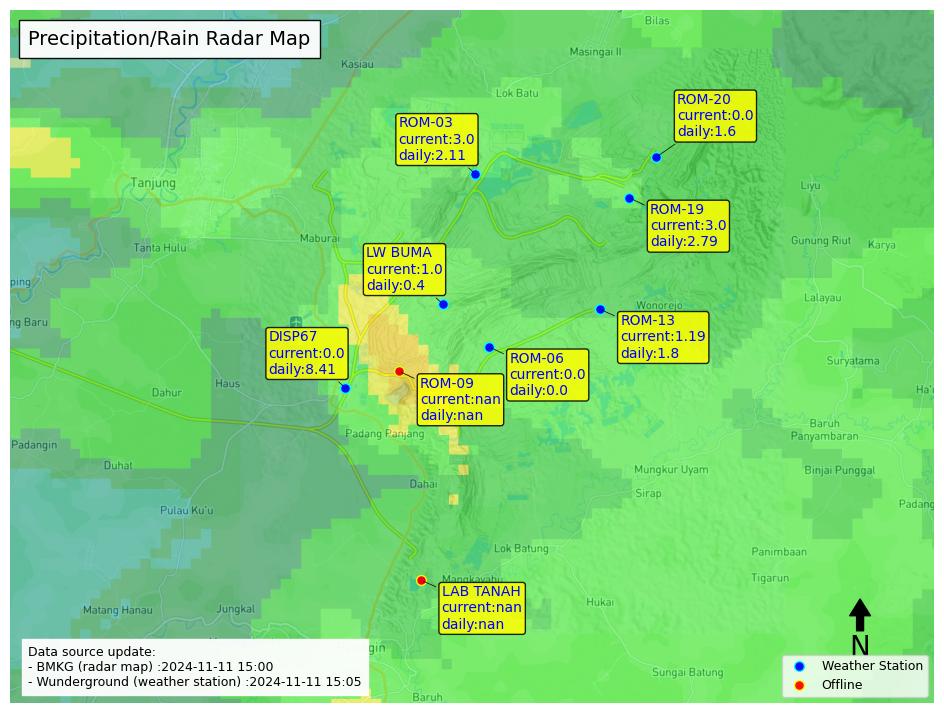 Precipitation/Rain Radar Map
Bilas
Masingai II
Kasiau
Lok Batu
ROM-20
current:0.0
daily:1.6
ROM-03
current:3.0
daily:2.11
Tanjung
Liyu
ROM-19
current:3.0
daily:2.79
Maburai
Tanta Hulu
Gunung Riut
Karya
LW BUMA
current:1.0
daily:0.4
ping
Lalayau
Wonorejo
ng Baru
ROM-13
current:1.19
daily:1.8
DISP67
current:0.0
daily:8.41
ROM-06
current:0.0
daily:0.0
Haus
Dahur
ROM-09
current:nan
daily:nan
Ha'u
Baruh
Panyambaran
Padang Panjang
Padangin
Duhat
Mungkur Uyam
Binjai Punggal
Dahai
Sirap
Padang
Pulau Ku'u
Lok Batung
Panimbaan
Mangkayahu
Tigarun
LAB TANAH
current:nan
daily:nan
Hukai
Matang Hanau
Jungkal
N
gin
Sungai Batung
Baruh
Data source update:
- BMKG (radar map) :2024-11-11 15:00
- Wunderground (weather station) :2024-11-11 15:05
Weather Station
Offline